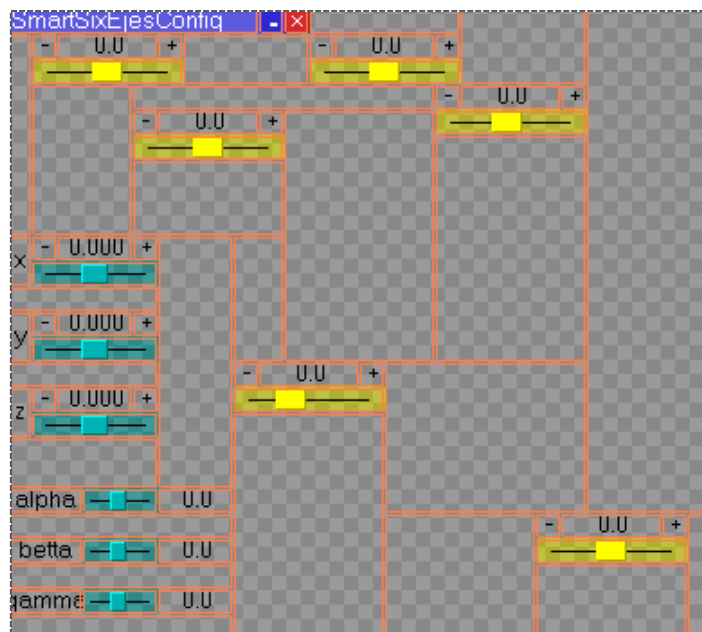 SmartSixEjesConfig - X
- 0.0 + - 0.0 +
- 0.0 +
- 0.0 +
- 0.000 +
x
- 0.000 +
y
- 0.000 +
z
- 0.0 +
alpha 0.0
- 0.0 +
betta 0.0
gamma 0.0